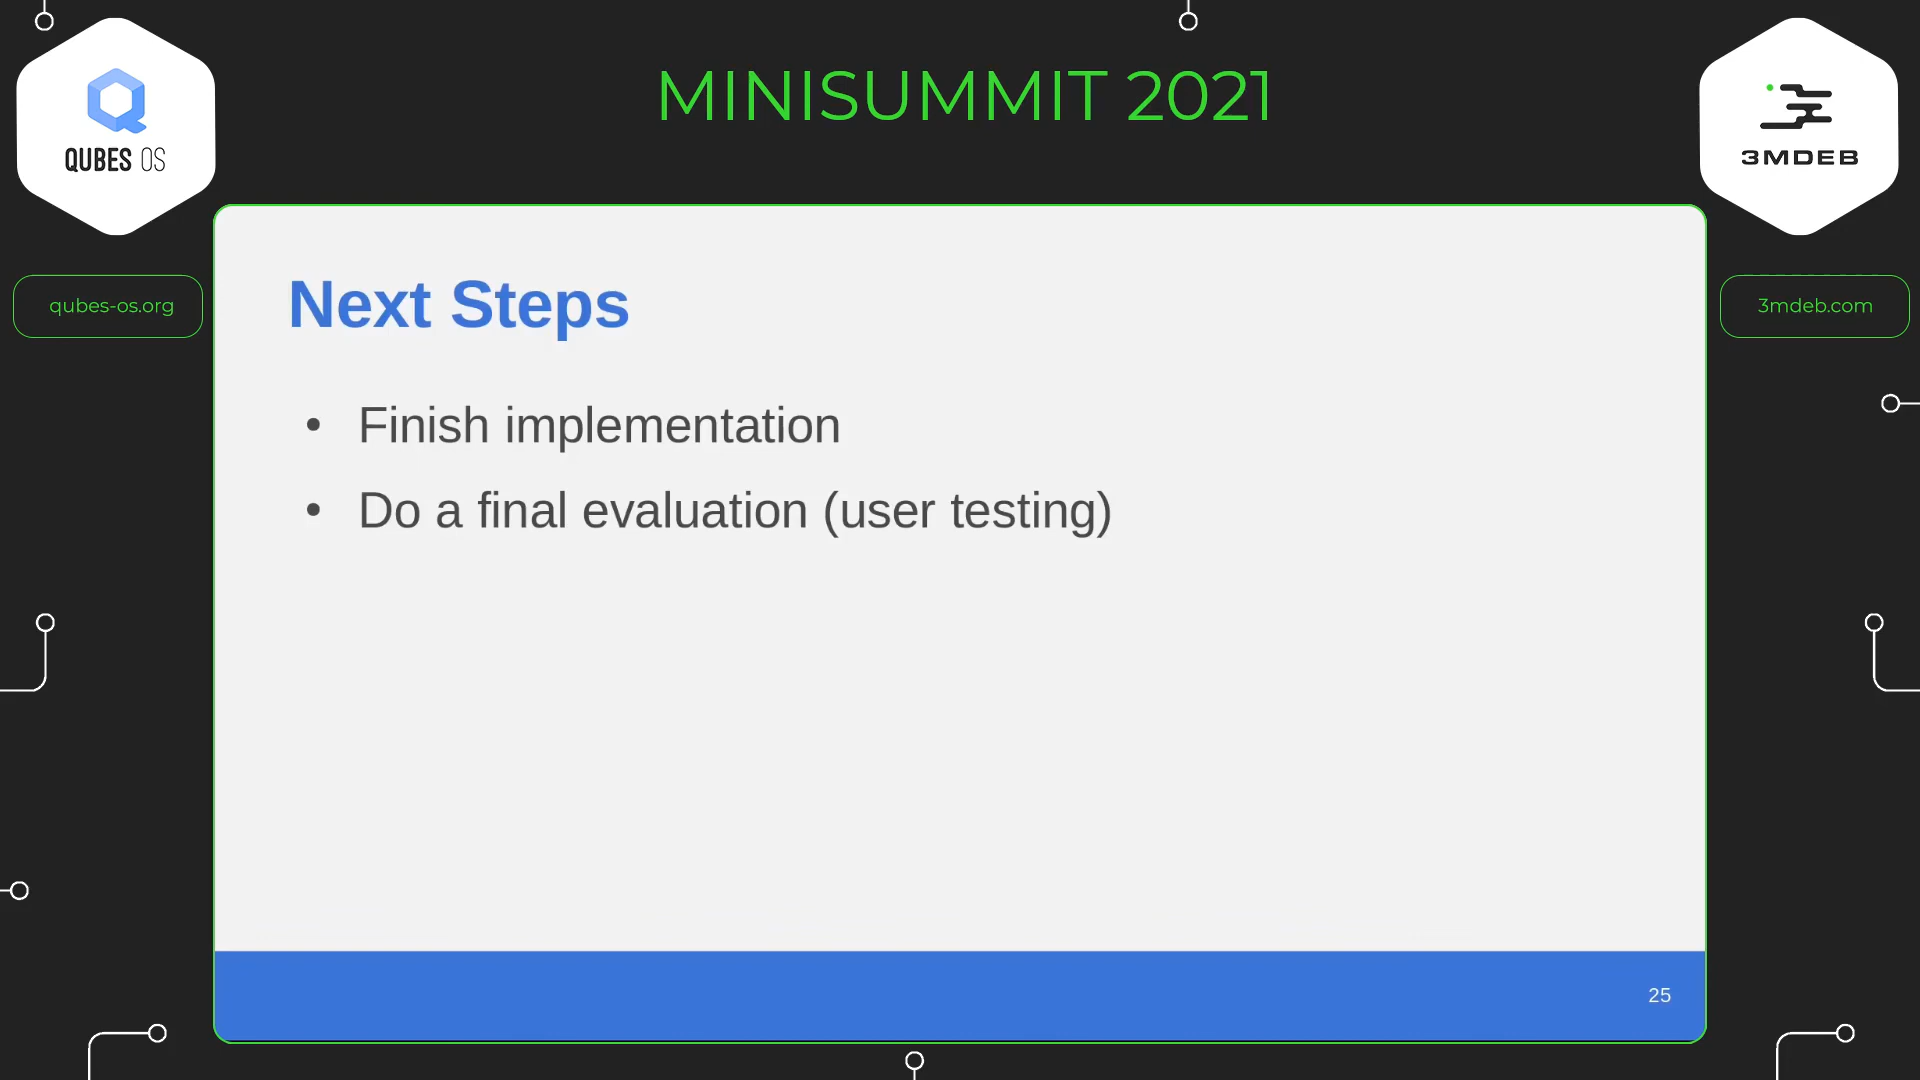 MINISUMMIT 2021
QUBES OS
3MDEB
qubes-os.org
3mdeb.com
Next Steps
• Finish implementation
• Do a final evaluation (user testing)
25